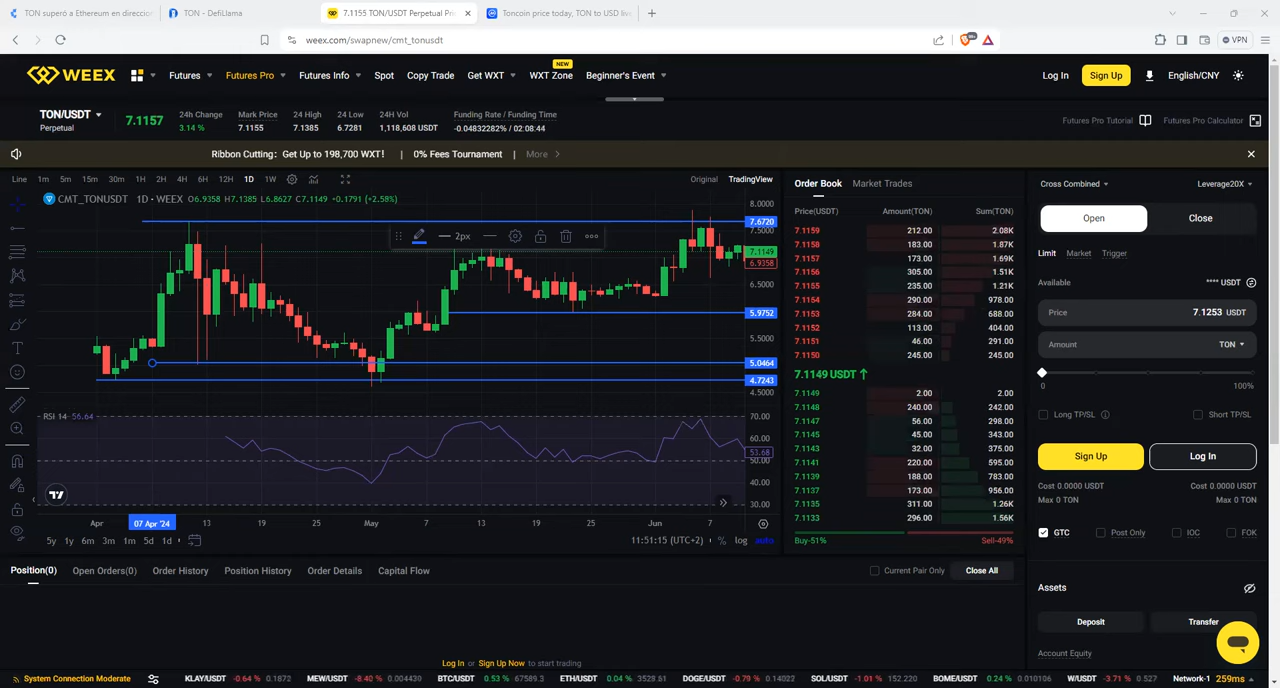 TON superó a Ethereum en direccion
TON - DefiLlama
7.1155 TON/USDT Perpetual Pri
Toncoin price today, TON to USD live
weex.com/swapnew/cmt_tonusdt
VPN
WEEX
Futures
Futures Pro
Futures Info
Spot
Copy Trade
Get WXT
NEW
WXT Zone
Beginner's Event
Log In
Sign Up
English/CNY
TON/USDT
Perpetual
7.1157
24h Change
3.14 %
Mark Price
7.1155
24 High
7.1385
24 Low
6.7281
24H Vol
1,118,608 USDT
Funding Rate / Funding Time
-0.04832282% / 02:08:44
Futures Pro Tutorial
Futures Pro Calculator
Ribbon Cutting: Get Up to 198,700 WXT! | 0% Fees Tournament | More
Line 1m 5m 15m 30m 1H 2H 4H 6H 12H 1D 1W
Original TradingView
CMT_TONUSDT 1D · WEEX O6.9358 H7.1385 L6.8627 C7.1149 +0.1791 (+2.58%)
2px
8.0000
7.6720
7.5000
7.1149
6.9358
6.5000
5.9752
5.5000
5.0464
4.7243
4.5000
RSI 14 56.64
70.00
60.00
53.68
50.00
40.00
30.00
Apr 07 Apr '24 13 19 25 May 7 13 19 25 Jun 7
5y 1y 6m 3m 1m 5d 1d
11:51:15 (UTC+2) % log auto
Order Book Market Trades
Price(USDT) Amount(TON) Sum(TON)
7.1159 212.00 2.08K
7.1158 183.00 1.87K
7.1157 173.00 1.69K
7.1156 305.00 1.51K
7.1155 235.00 1.21K
7.1154 290.00 978.00
7.1153 284.00 688.00
7.1152 113.00 404.00
7.1151 46.00 291.00
7.1150 245.00 245.00
7.1149 USDT
7.1149 2.00 2.00
7.1148 240.00 242.00
7.1147 56.00 298.00
7.1145 45.00 343.00
7.1143 32.00 375.00
7.1141 220.00 595.00
7.1139 188.00 783.00
7.1137 173.00 956.00
7.1135 311.00 1.26K
7.1133 296.00 1.56K
Buy-51% Sell-49%
Cross Combined Leverage20X
Open Close
Limit Market Trigger
Available **** USDT
Price 7.1253 USDT
Amount TON
0 100%
Long TP/SL Short TP/SL
Sign Up Log In
Cost 0.0000 USDT Cost 0.0000 USDT
Max 0 TON Max 0 TON
GTC Post Only IOC FOK
Assets
Deposit Transfer
Account Equity
Position(0) Open Orders(0) Order History Position History Order Details Capital Flow
Current Pair Only Close All
Log In or Sign Up Now to start trading
System Connection Moderate
KLAY/USDT -0.64 % 0.1872 MEW/USDT -8.40 % 0.004430 BTC/USDT 0.53 % 67589.3 ETH/USDT 0.04 % 3528.51 DOGE/USDT -0.79 % 0.14022 SOL/USDT -1.01 % 152.220 BOME/USDT 0.24 % 0.010106 W/USDT -3.71 % 0.527 Network-1 259ms